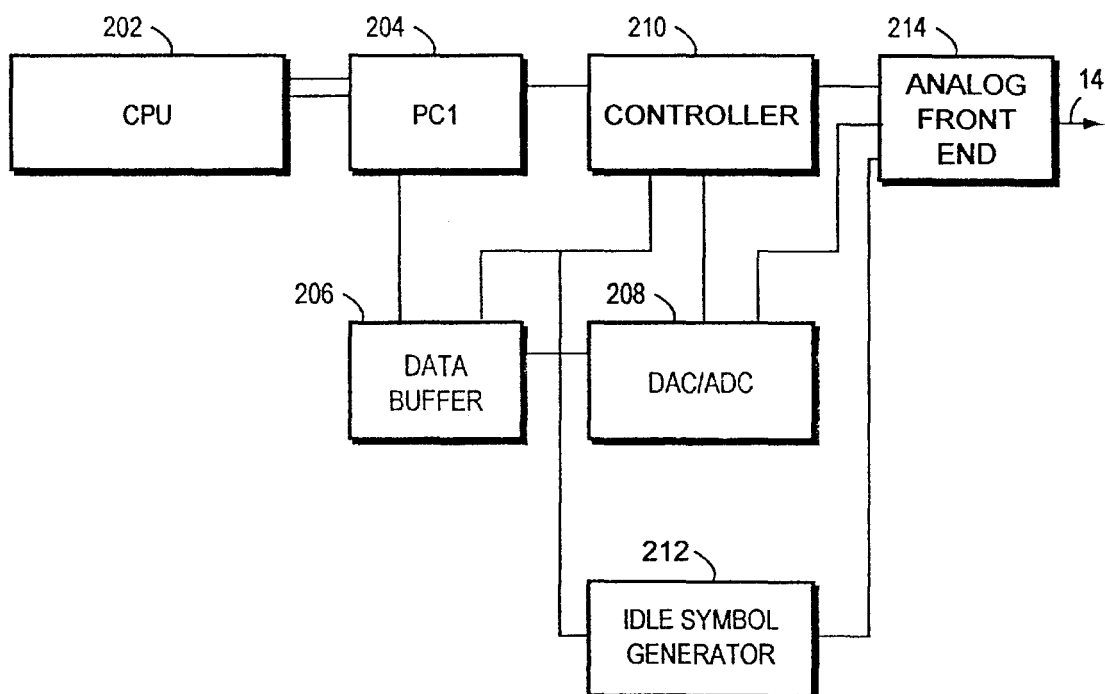 202
204
210
214
CPU
PC1
CONTROLLER
ANALOG
FRONT
END
14
206
208
DATA
BUFFER
DAC/ADC
212
IDLE SYMBOL
GENERATOR